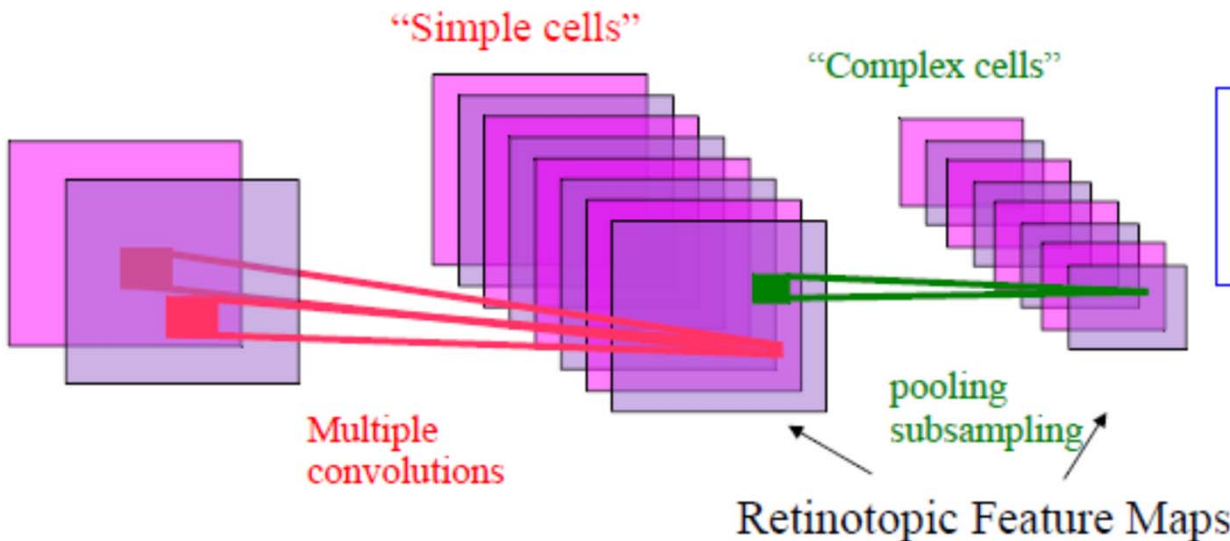 “Simple cells”
“Complex cells”
Multiple
convolutions
pooling
subsampling
Retinotopic Feature Maps